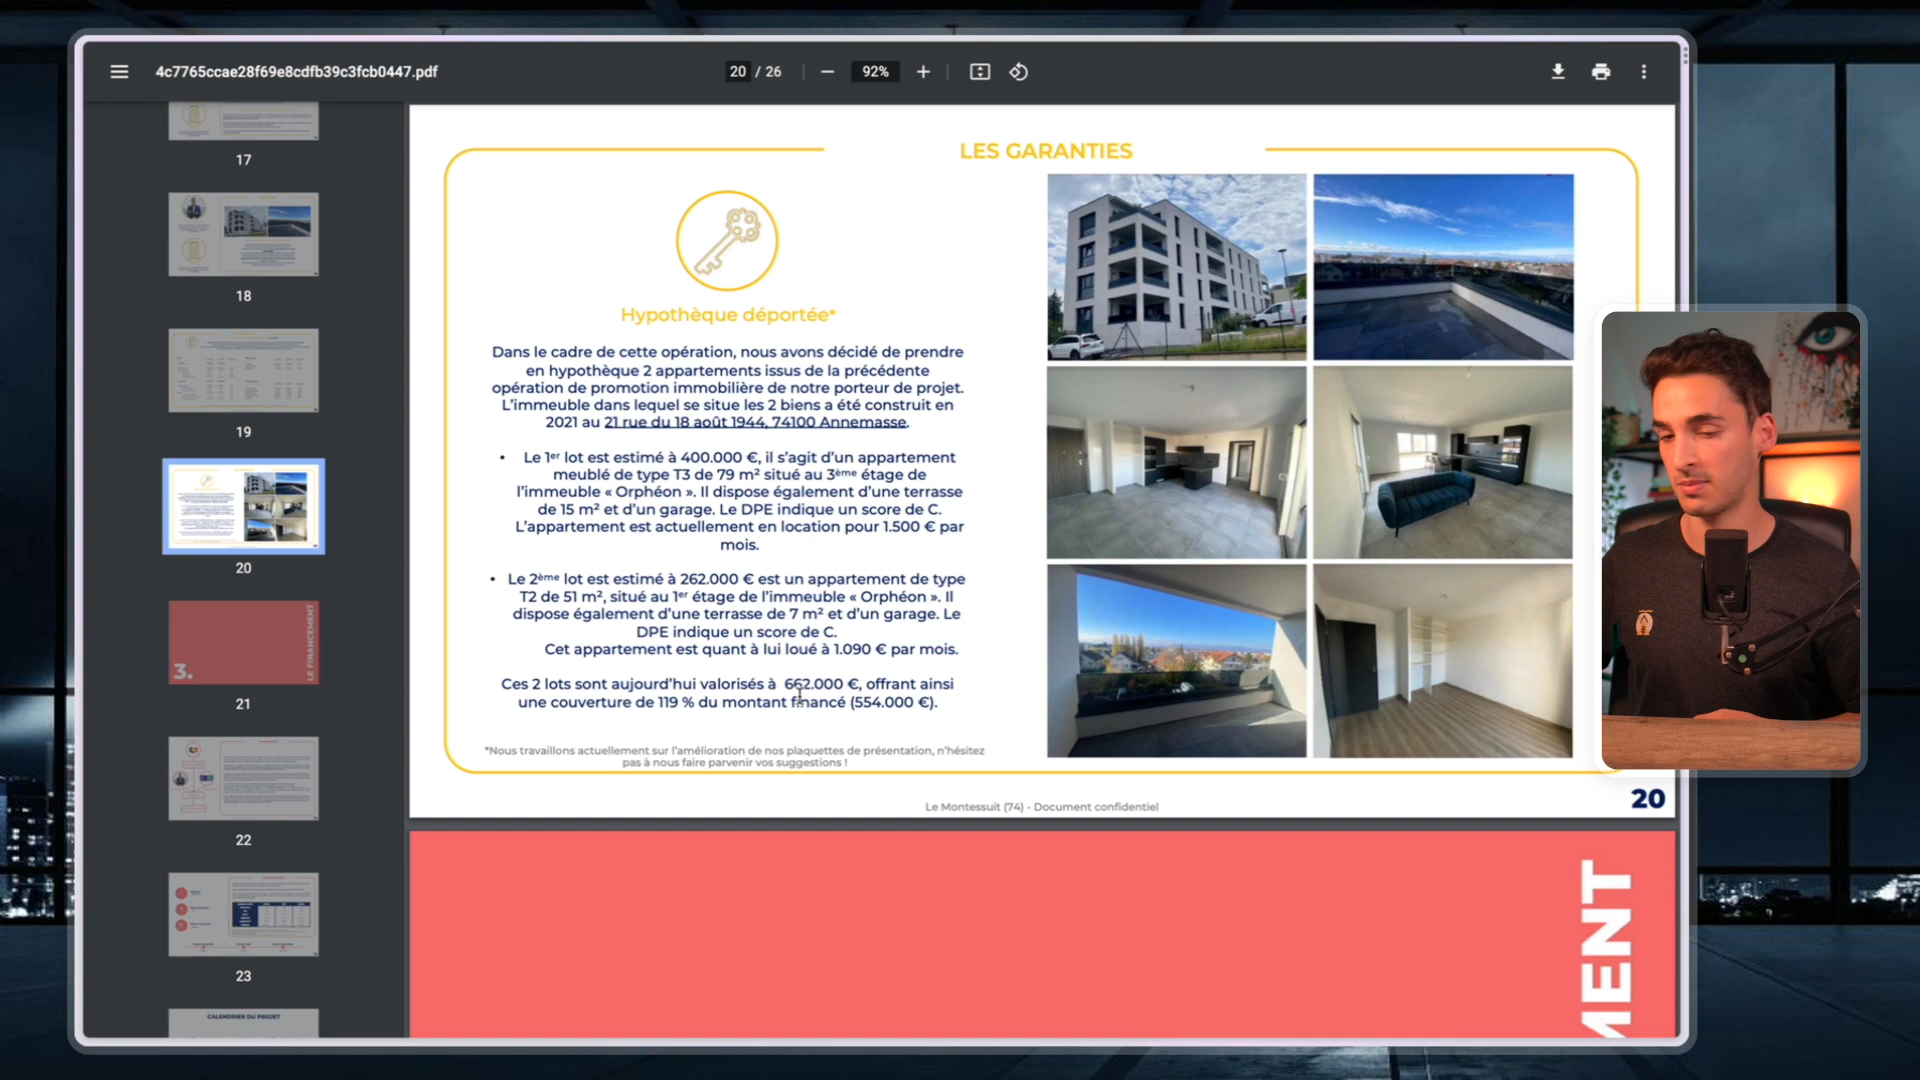 4c7765ccae28f69e8cdfb39c3fcb0447.pdf
20 / 26
92%
17
18
19
20
3.
LE FINANCEMENT
21
22
23
CALENDRIER DU PROJET
LES GARANTIES
Hypothèque déportée*
Dans le cadre de cette opération, nous avons décidé de prendre
en hypothèque 2 appartements issus de la précédente
opération de promotion immobilière de notre porteur de projet.
L'immeuble dans lequel se situe les 2 biens a été construit en
2021 au 21 rue du 18 août 1944, 74100 Annemasse.
• Le 1er lot est estimé à 400.000 €, il s'agit d'un appartement
meublé de type T3 de 79 m² situé au 3ème étage de
l'immeuble « Orphéon ». Il dispose également d'une terrasse
de 15 m² et d'un garage. Le DPE indique un score de C.
L'appartement est actuellement en location pour 1.500 € par
mois.
• Le 2ème lot est estimé à 262.000 € est un appartement de type
T2 de 51 m², situé au 1er étage de l'immeuble « Orphéon ». Il
dispose également d'une terrasse de 7 m² et d'un garage. Le
DPE indique un score de C.
Cet appartement est quant à lui loué à 1.090 € par mois.
Ces 2 lots sont aujourd'hui valorisés à 662.000 €, offrant ainsi
une couverture de 119 % du montant financé (554.000 €).
*Nous travaillons actuellement sur l'amélioration de nos plaquettes de présentation, n'hésitez
pas à nous faire parvenir vos suggestions !
Le Montessuit (74) - Document confidentiel
20
MENT